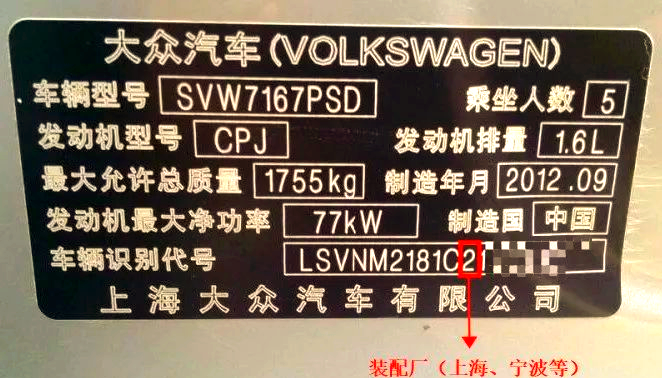 大众汽车(VOLKSWAGEN)
车辆型号 SVW7167PSD 乘坐人数 5
发动机型号 CPJ 发动机排量 1.6L
最大允许总质量 1755kg 制造年月 2012.09
发动机最大净功率 77kW 制造国 中国
车辆识别代号 LSVNM2181C2
上海大众汽车有限公司
装配厂（上海、宁波等）